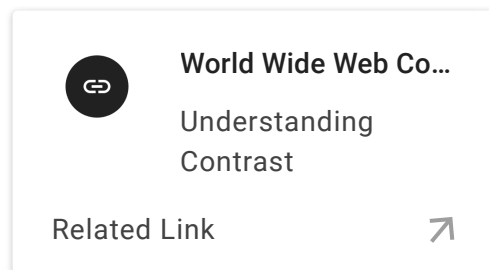 World Wide Web Co...
Understanding
Contrast
Related Link